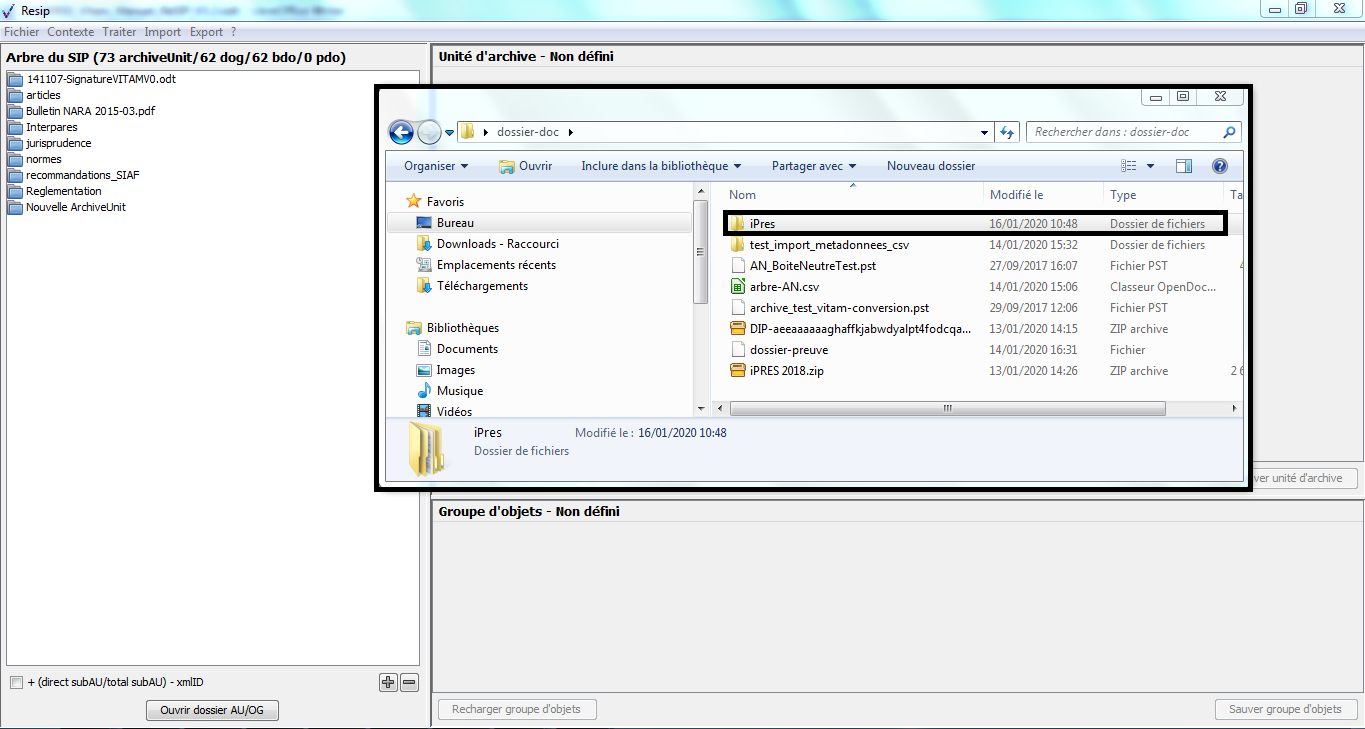 Resip
Fichier Contexte Traiter Import Export ?
Arbre du SIP (73 archiveUnit/62 dog/62 bdo/0 pdo)
141107-SignatureVITAMV0.odt
articles
Bulletin NARA 2015-03.pdf
Interpares
jurisprudence
normes
recommandations_SIAF
Reglementation
Nouvelle ArchiveUnit
+ (direct subAU/total subAU) - xmlID
Ouvrir dossier AU/OG
Unité d'archive - Non défini
dossier-doc
Rechercher dans : dossier-doc
Organiser Ouvrir Inclure dans la bibliothèque Partager avec Nouveau dossier
Favoris
Bureau
Downloads - Raccourci
Emplacements récents
Téléchargements
Bibliothèques
Documents
Images
Musique
Vidéos
Nom Modifié le Type Ta
iPres 16/01/2020 10:48 Dossier de fichiers
test_import_metadonnees_csv 14/01/2020 15:32 Dossier de fichiers
AN_BoiteNeutreTest.pst 27/09/2017 16:07 Fichier PST 4
arbre-AN.csv 14/01/2020 15:06 Classeur OpenDoc...
archive_test_vitam-conversion.pst 29/09/2017 12:06 Fichier PST
DIP-aeeaaaaaaghaffkjabwdyalpt4fodcqa... 13/01/2020 14:15 ZIP archive
dossier-preuve 14/01/2020 16:31 Fichier
iPRES 2018.zip 13/01/2020 14:26 ZIP archive 2 6
iPres Modifié le : 16/01/2020 10:48
Dossier de fichiers
ver unité d'archive
Groupe d'objets - Non défini
Recharger groupe d'objets
Sauver groupe d'objets